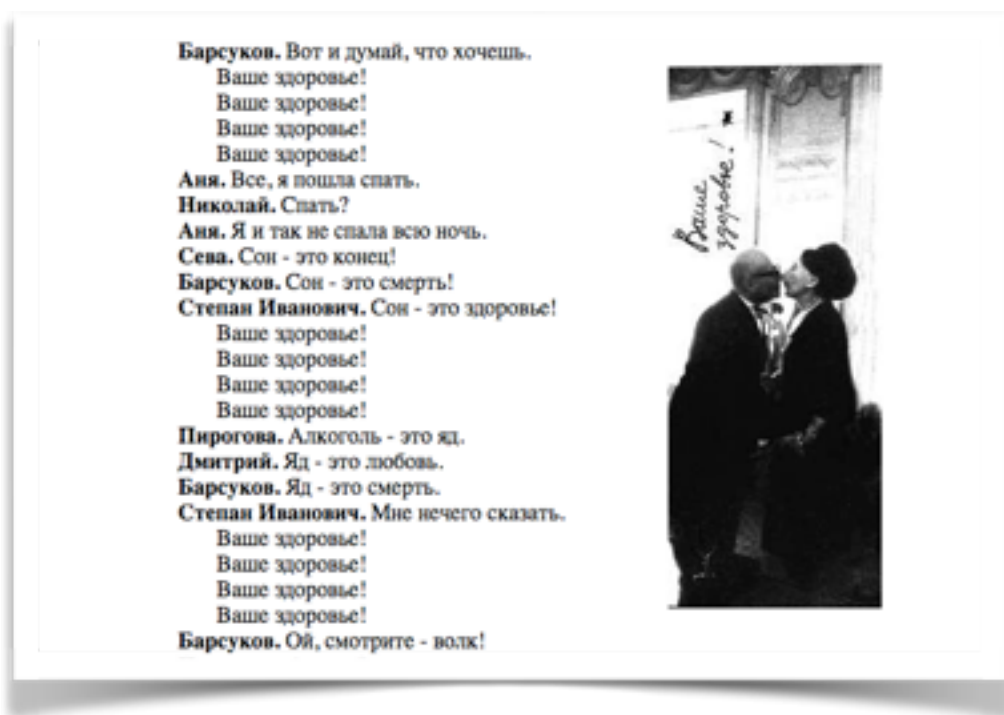 Барсуков. Вот и думай, что хочешь.
Ваше здоровье!
Ваше здоровье!
Ваше здоровье!
Ваше здоровье!
Аня. Все, я пошла спать.
Николай. Спать?
Аня. Я и так не спала всю ночь.
Сева. Сон - это конец!
Барсуков. Сон - это смерть!
Степан Иванович. Сон - это здоровье!
Ваше здоровье!
Ваше здоровье!
Ваше здоровье!
Ваше здоровье!
Пирогова. Алкоголь - это яд.
Дмитрий. Яд - это любовь.
Барсуков. Яд - это смерть.
Степан Иванович. Мне нечего сказать.
Ваше здоровье!
Ваше здоровье!
Ваше здоровье!
Ваше здоровье!
Барсуков. Ой, смотрите - волк!
Ваше
здоровье!